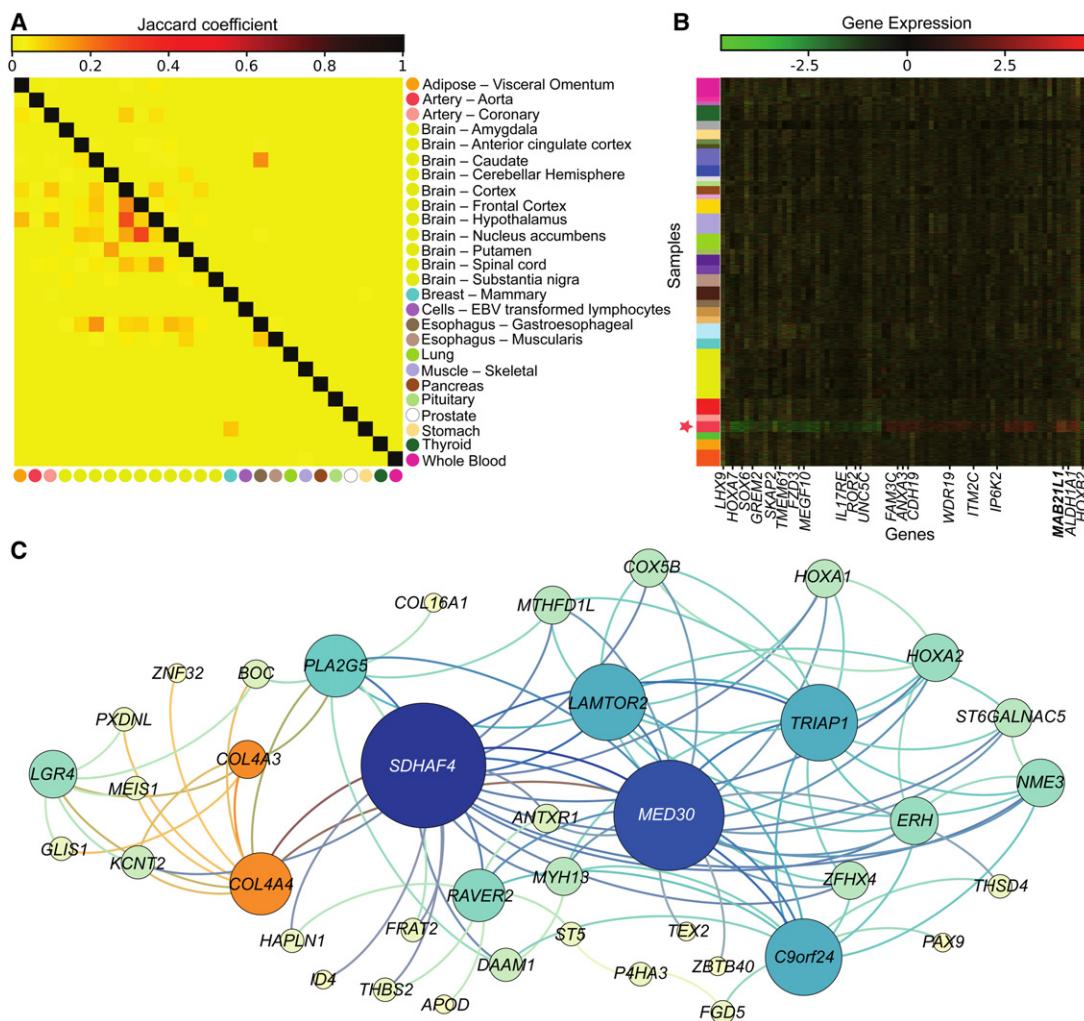 A
Jaccard coefficient
0 0.2 0.4 0.6 0.8 1
Adipose – Visceral Omentum
Artery – Aorta
Artery – Coronary
Brain – Amygdala
Brain – Anterior cingulate cortex
Brain – Caudate
Brain – Cerebellar Hemisphere
Brain – Cortex
Brain – Frontal Cortex
Brain – Hypothalamus
Brain – Nucleus accumbens
Brain – Putamen
Brain – Spinal cord
Brain – Substantia nigra
Breast – Mammary
Cells – EBV transformed lymphocytes
Esophagus – Gastroesophageal
Esophagus – Muscularis
Lung
Muscle – Skeletal
Pancreas
Pituitary
Prostate
Stomach
Thyroid
Whole Blood
B
Gene Expression
-2.5 0 2.5
Samples
LHX9
HOXA7
SOX6
GREM2
SKAP2
TMEM61
FZD3
MEGF10
IL17RE
ROR2
UNC5C
FAM3C
ANXA3
CDH19
WDR19
ITM2C
IP6K2
MAB21L1
ALDH1A1
HOXB2
Genes
C
COX5B
HOXA1
COL16A1
MTHFD1L
HOXA2
ZNF32
BOC
PLA2G5
LAMTOR2
TRIAP1
ST6GALNAC5
PXDNL
COL4A3
SDHAF4
LGR4
MEIS1
NME3
ANTXR1
MED30
ERH
GLIS1
KCNT2
COL4A4
RAVER2
MYH13
ZFHX4
THSD4
HAPLN1
FRAT2
ST5
TEX2
PAX9
ID4
DAAM1
P4HA3
ZBTB40
C9orf24
THBS2
APOD
FGD5